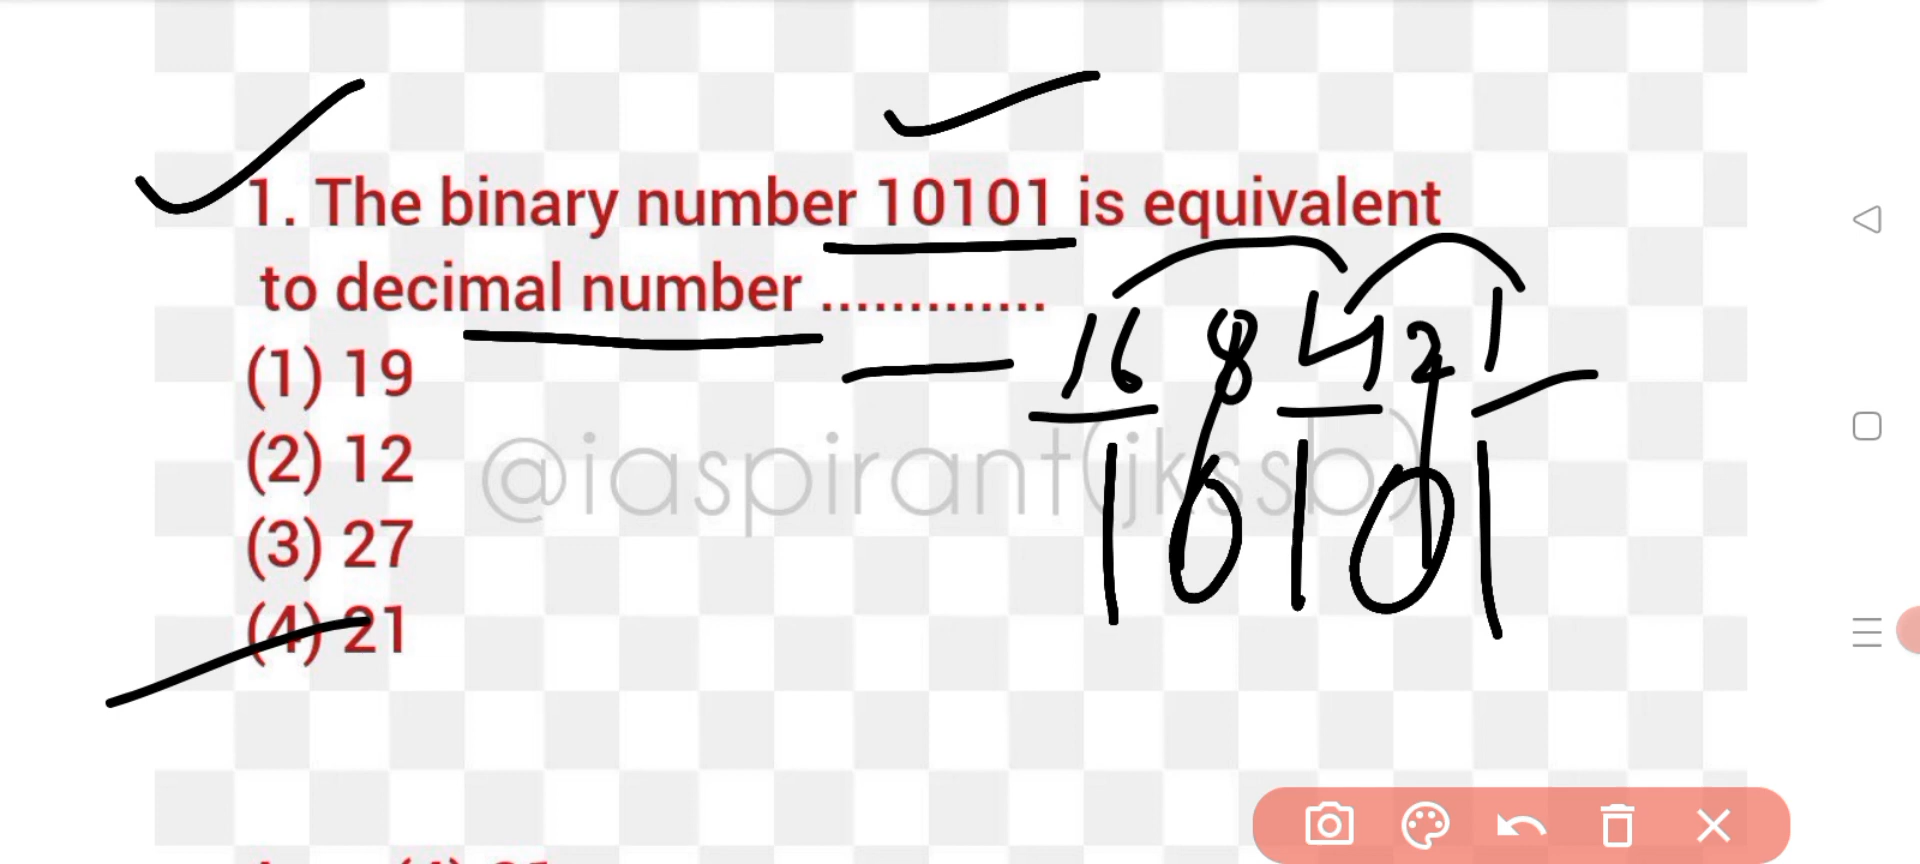 1. The binary number 10101 is equivalent
to decimal number .............
(1) 19
(2) 12
(3) 27
(4) 21
16 8 4 2 1
1 0 1 0 1
@iaspirant(jkssb)